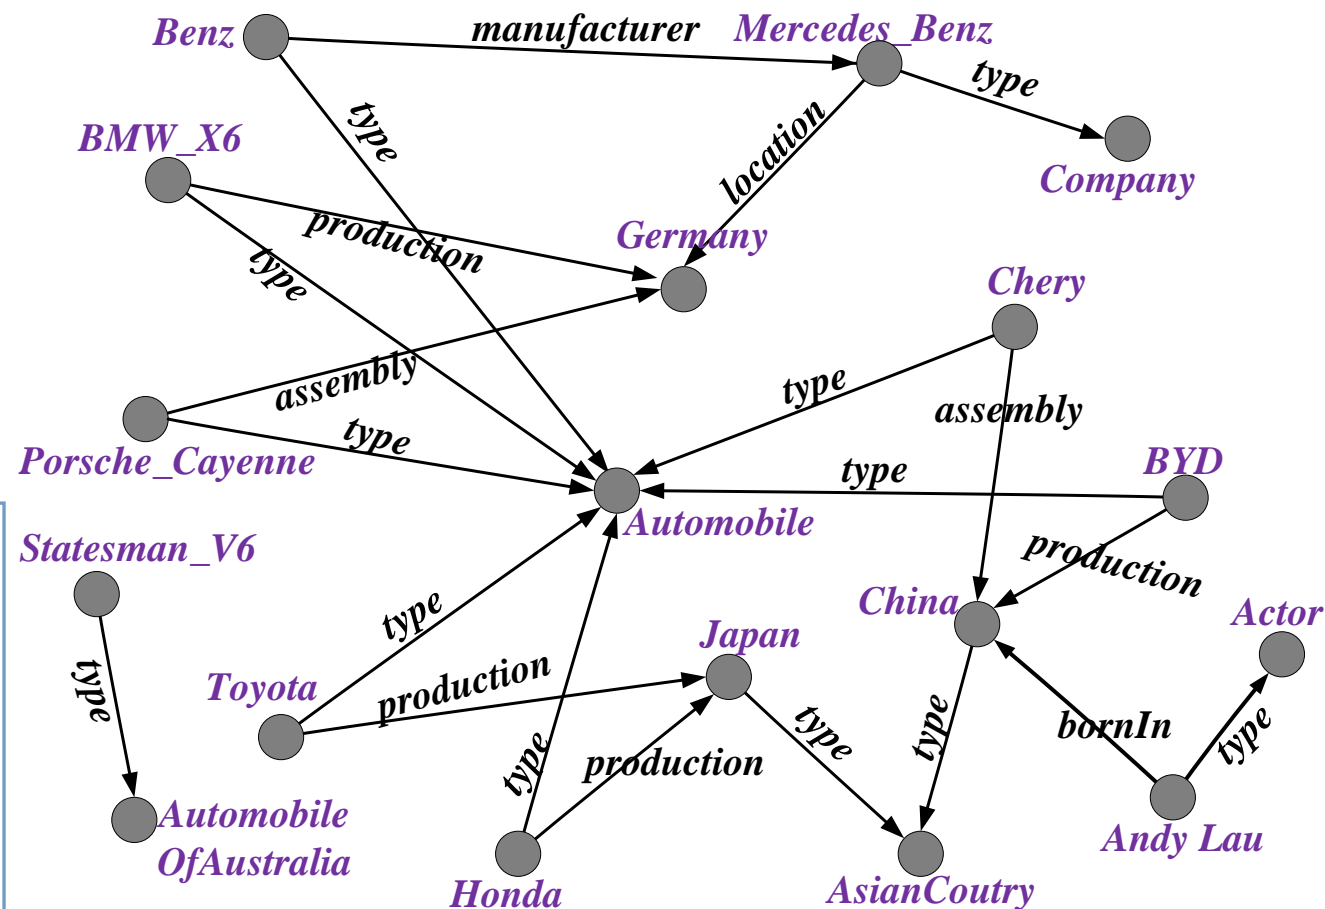 Benz
manufacturer
Mercedes_Benz
type
type
BMW_X6
location
Company
production
Germany
type
Chery
assembly
type
assembly
type
Porsche_Cayenne
type
BYD
Automobile
Statesman_V6
production
China
Actor
type
Japan
type
Toyota
production
type
type
bornIn
type
type
production
Automobile
OfAustralia
Andy Lau
Honda
AsianCoutry